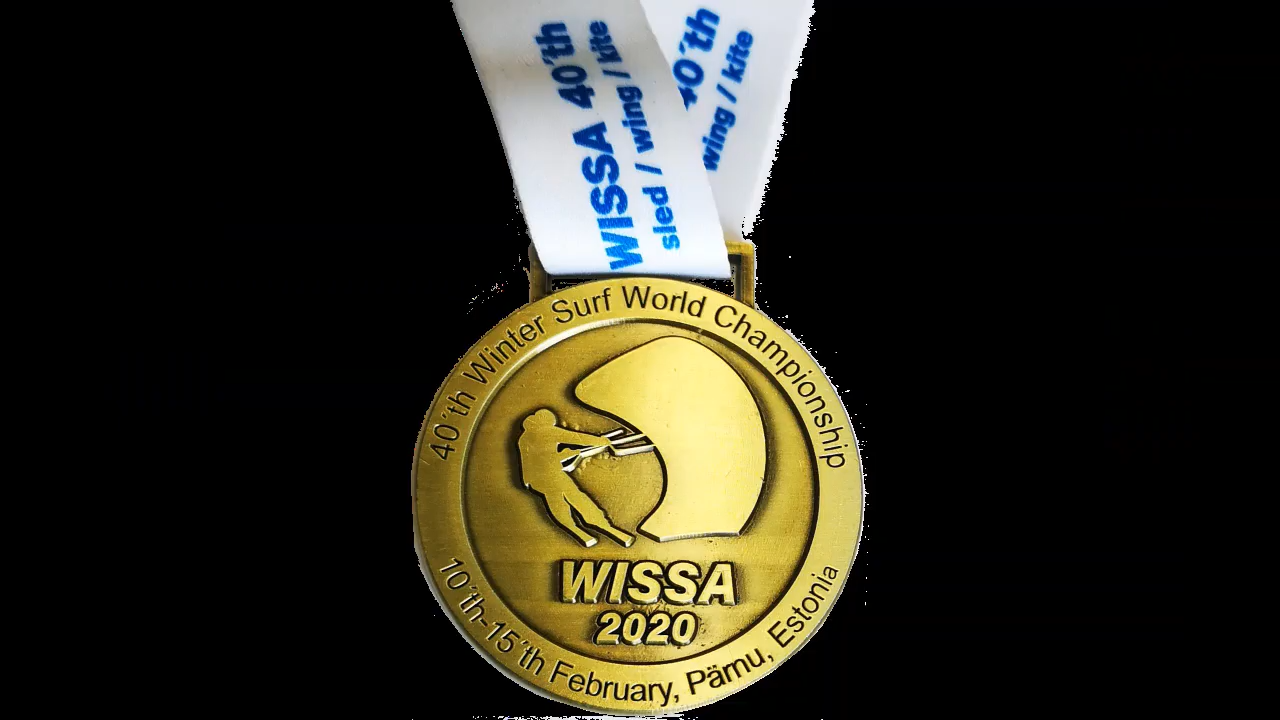 WISSA 40´th
sled / wing / kite
40´th
wing / kite
40´th Winter Surf World Championship
WISSA
2020
10´th-15´th February, Pärnu, Estonia